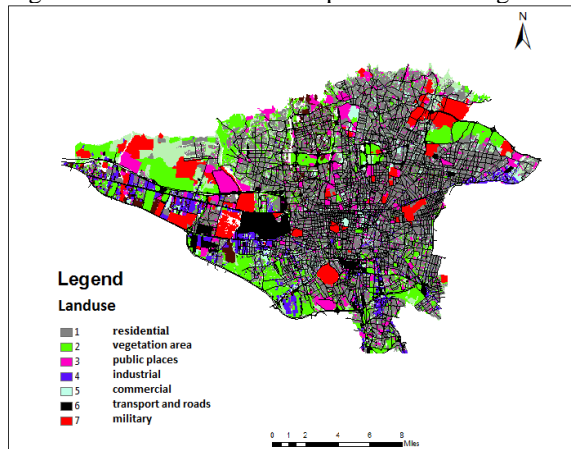 N
Legend
Landuse
1 residential
2 vegetation area
3 public places
4 industrial
5 commercial
6 transport and roads
7 military
0 1 2 4 6 8
Miles